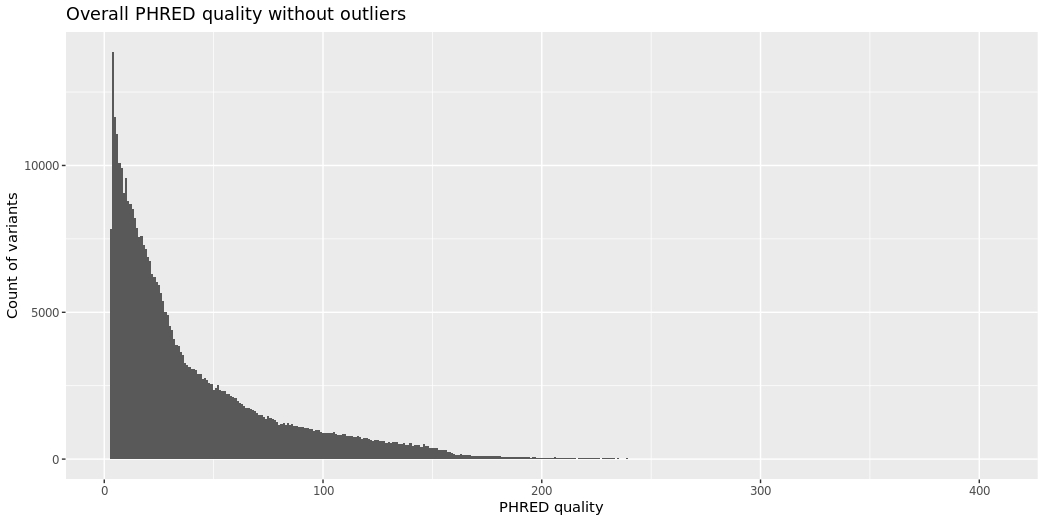 Overall PHRED quality without outliers
Count of variants
10000
5000
0
0 100 200 300 400
PHRED quality